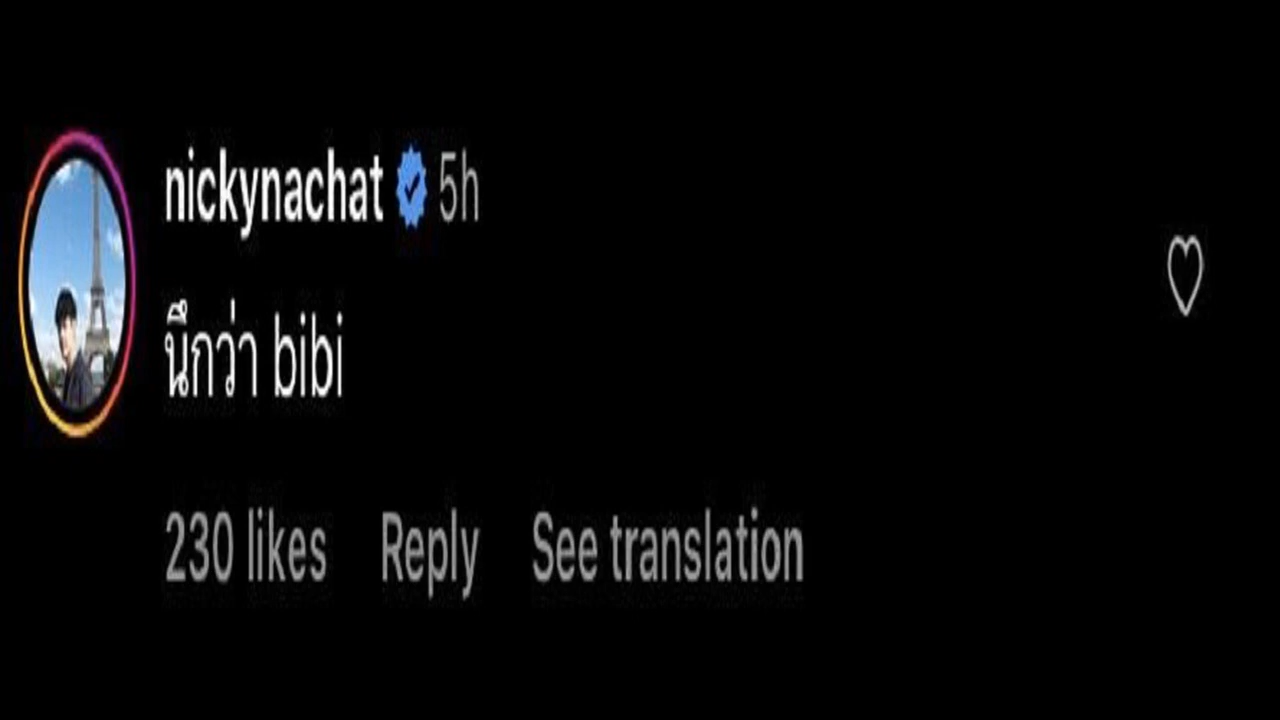 nickynachat 5h
นึกว่า bibi
230 likes Reply See translation